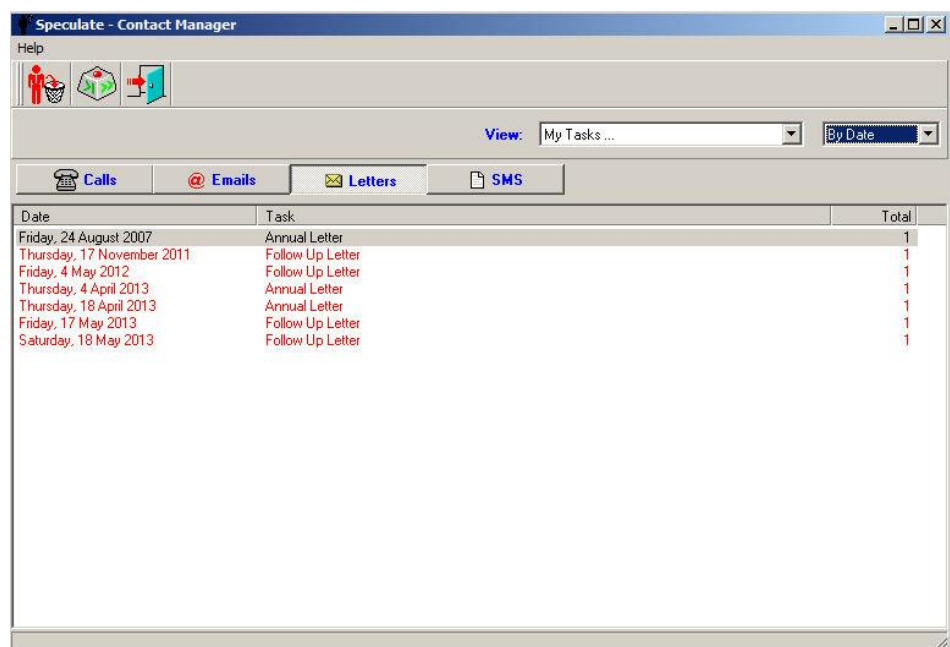 Speculate - Contact Manager
Help
View: My Tasks ... By Date
Calls @ Emails Letters SMS
Date Task Total
Friday, 24 August 2007 Annual Letter 1
Thursday, 17 November 2011 Follow Up Letter 1
Friday, 4 May 2012 Follow Up Letter 1
Thursday, 4 April 2013 Annual Letter 1
Thursday, 18 April 2013 Annual Letter 1
Friday, 17 May 2013 Follow Up Letter 1
Saturday, 18 May 2013 Follow Up Letter 1